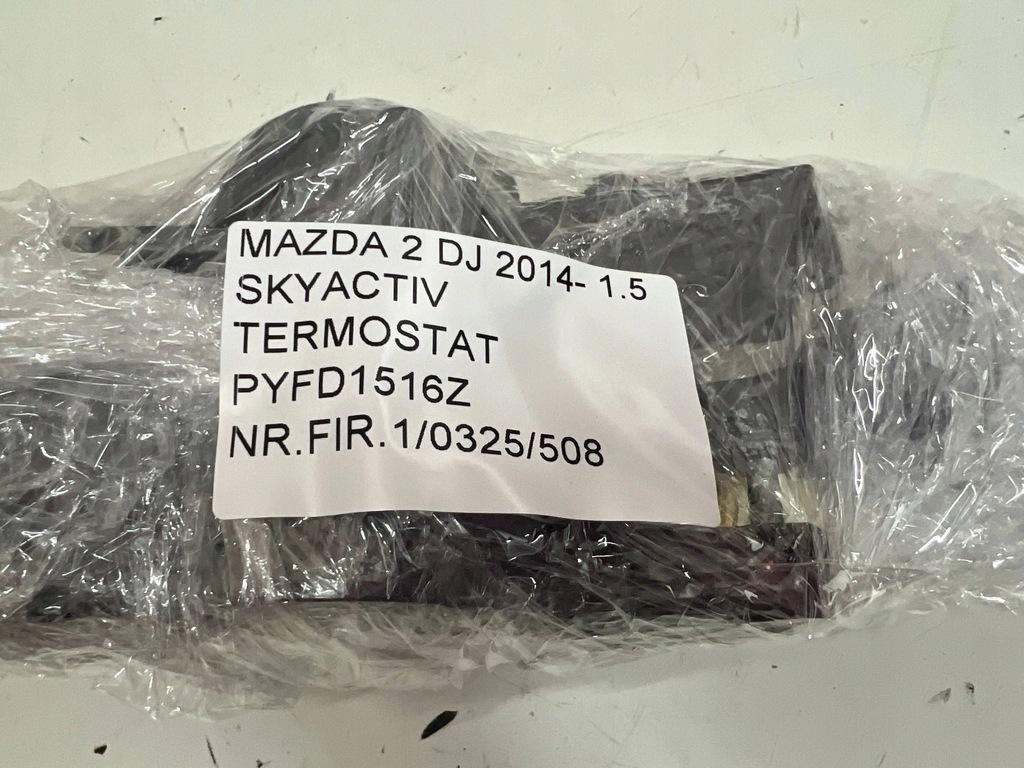 MAZDA 2 DJ 2014- 1.5
SKYACTIV
TERMOSTAT
PYFD1516Z
NR.FIR.1/0325/508